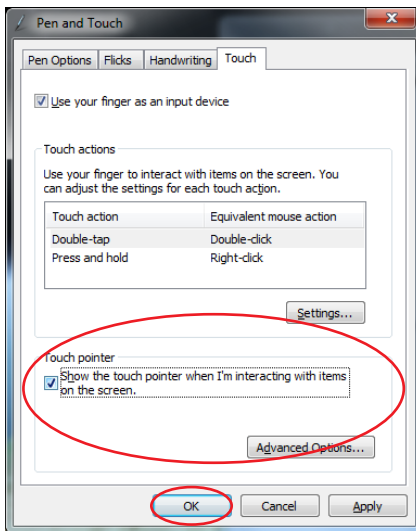 Pen and Touch
Pen Options Flicks Handwriting Touch
Use your finger as an input device
Touch actions
Use your finger to interact with items on the screen. You
can adjust the settings for each touch action.
Touch action Equivalent mouse action
Double-tap Double-click
Press and hold Right-click
Settings...
Touch pointer
Show the touch pointer when I'm interacting with items
on the screen.
Advanced Options...
OK Cancel Apply